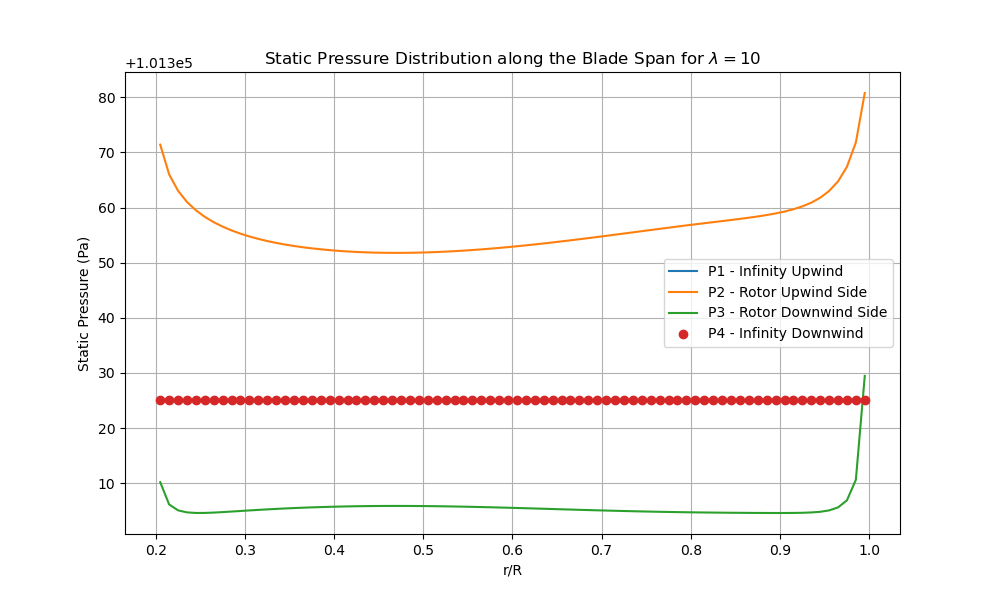 Static Pressure Distribution along the Blade Span for λ = 10
+1.013e5
80
70
60
50
40
30
20
10
Static Pressure (Pa)
P1 - Infinity Upwind
P2 - Rotor Upwind Side
P3 - Rotor Downwind Side
P4 - Infinity Downwind
0.2 0.3 0.4 0.5 0.6 0.7 0.8 0.9 1.0
r/R